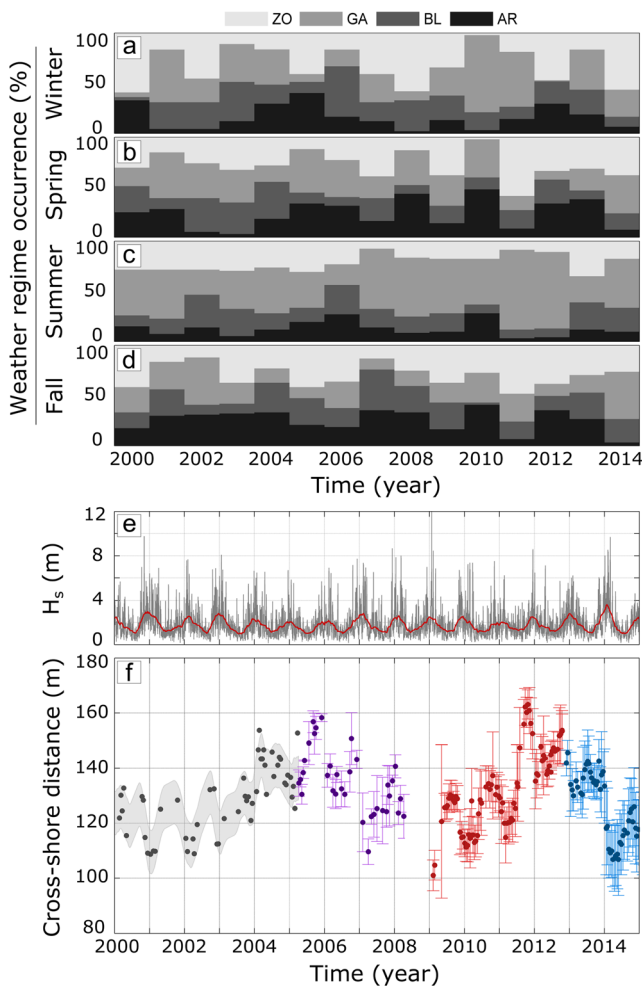 ZO GA BL AR
Weather regime occurrence (%)
a
Winter
100
50
0
b
Spring
100
50
0
c
Summer
100
50
0
d
Fall
100
50
0
2000 2002 2004 2006 2008 2010 2012 2014
Time (year)
e
Hs (m)
12
8
4
0
f
Cross-shore distance (m)
180
160
140
120
100
80
2000 2002 2004 2006 2008 2010 2012 2014
Time (year)